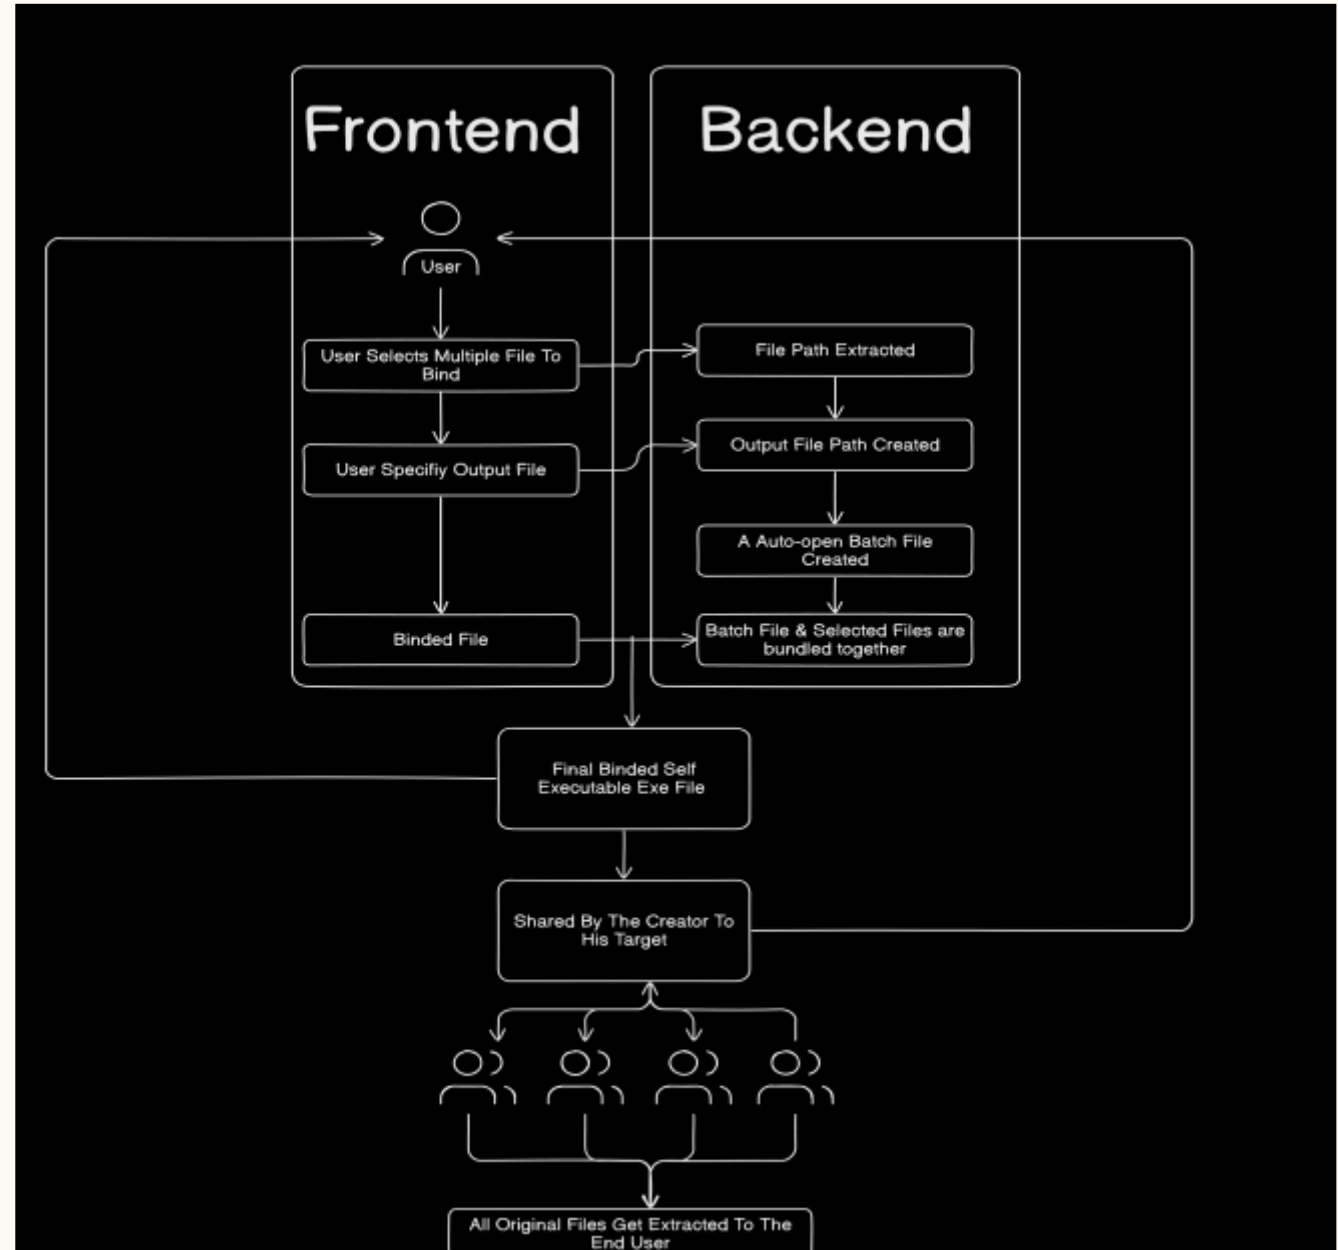 Frontend
User
User Selects Multiple File To
Bind
User Specifiy Output File
Binded File
Backend
File Path Extracted
Output File Path Created
A Auto-open Batch File
Created
Batch File & Selected Files are
bundled together
Final Binded Self
Executable Exe File
Shared By The Creator To
His Target
All Original Files Get Extracted To The
End User